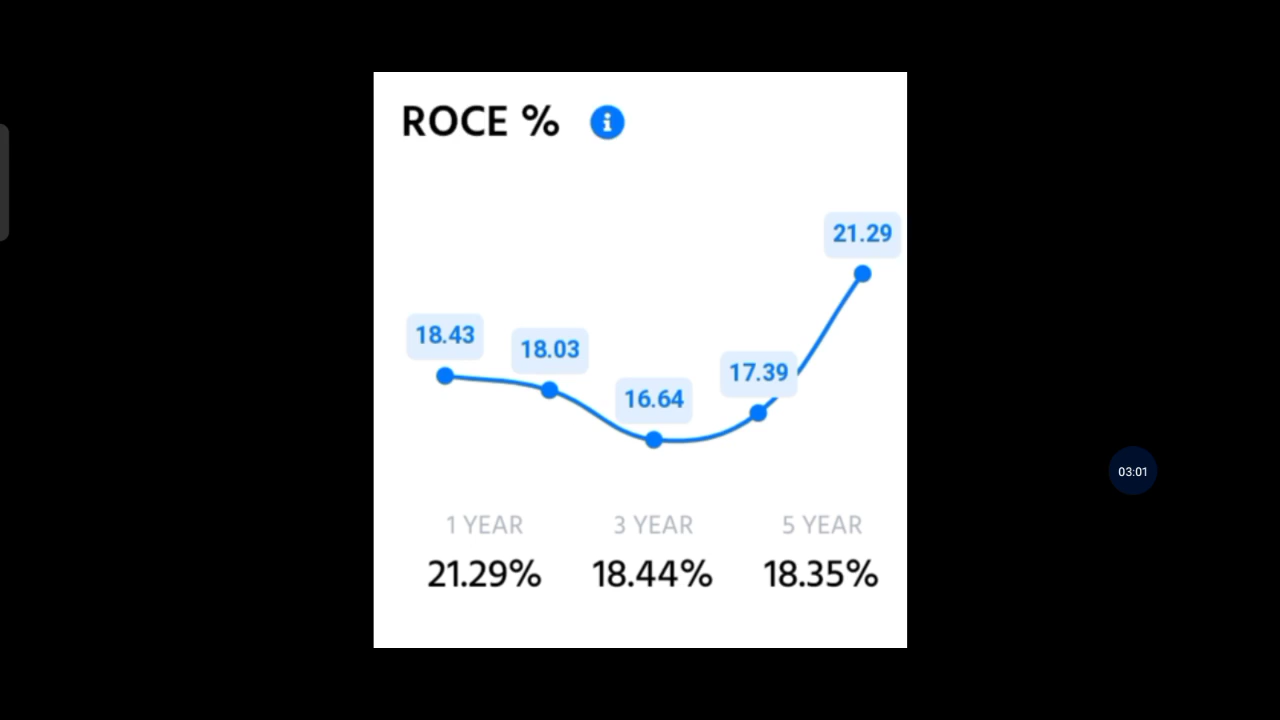 ROCE %
21.29
18.43
18.03
17.39
16.64
03:01
1 YEAR 3 YEAR 5 YEAR
21.29% 18.44% 18.35%